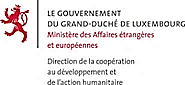 LE GOUVERNEMENT
DU GRAND-DUCHÉ DE LUXEMBOURG
Ministère des Affaires étrangères
et européennes
Direction de la coopération
au développement et de
de l'action humanitaire